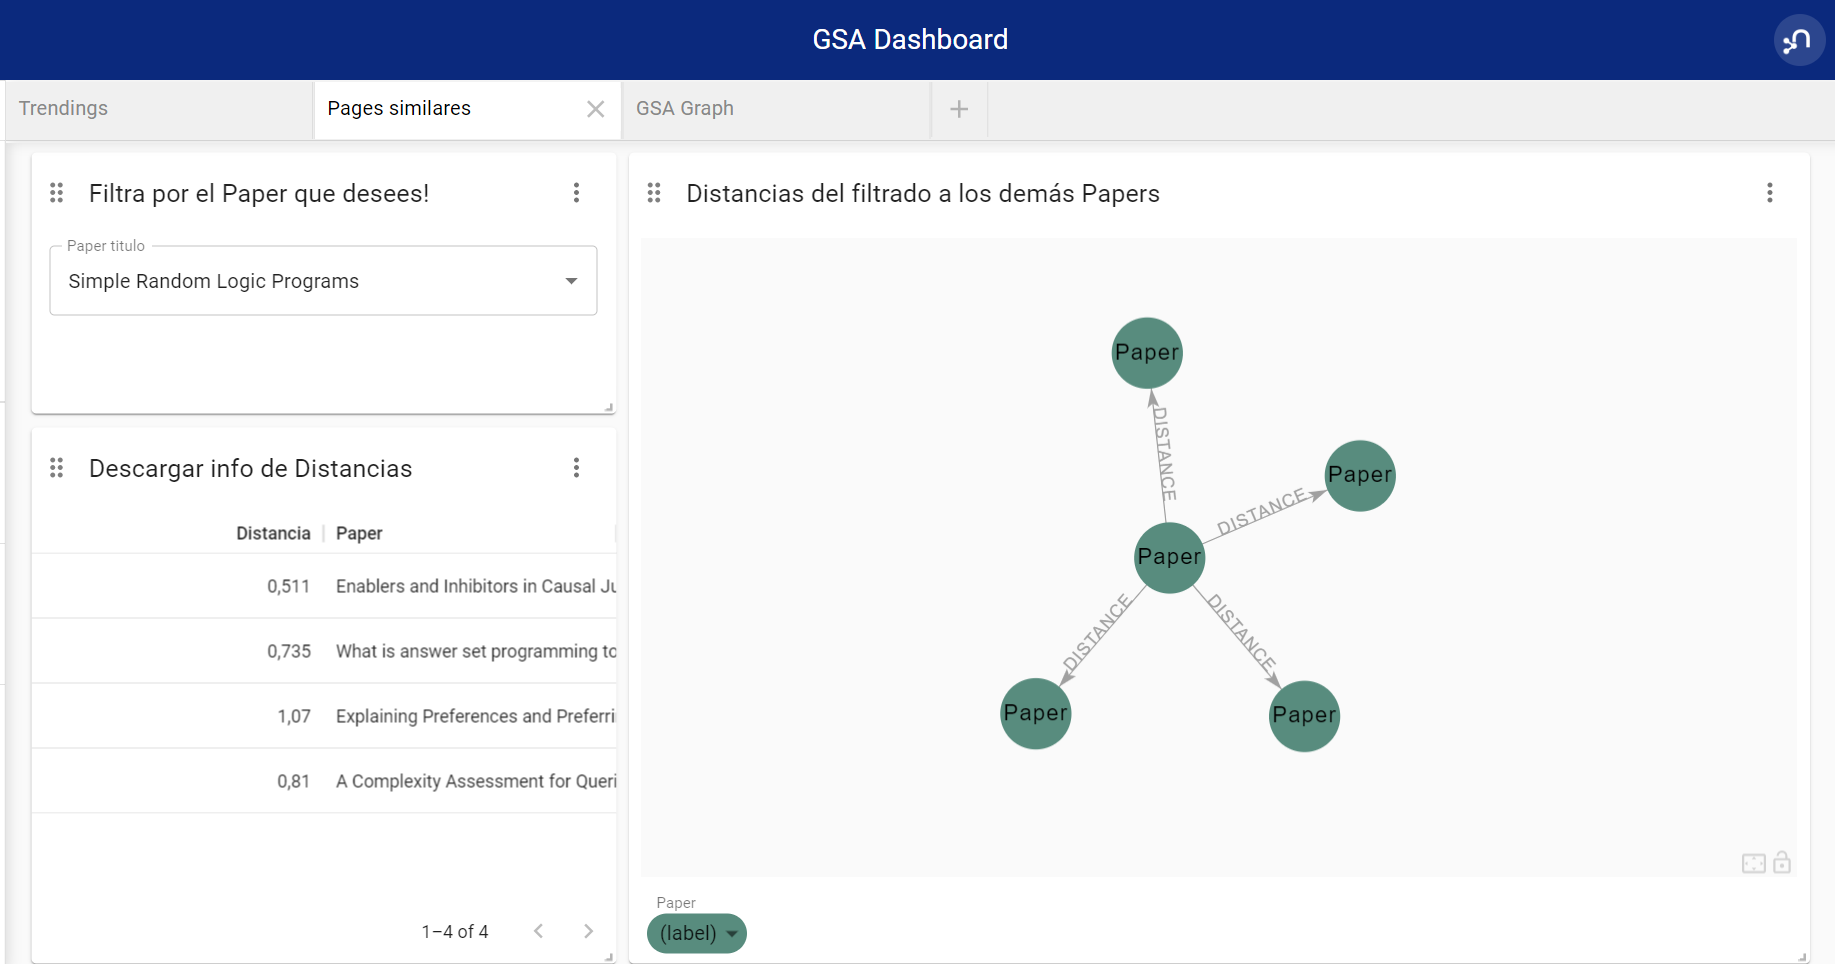 GSA Dashboard
Trendings
Pages similares
GSA Graph
Filtra por el Paper que desees!
Paper titulo
Simple Random Logic Programs
Descargar info de Distancias
Distancia Paper
0,511 Enablers and Inhibitors in Causal Ju
0,735 What is answer set programming to
1,07 Explaining Preferences and Preferri
0,81 A Complexity Assessment for Queri
1–4 of 4
Distancias del filtrado a los demás Papers
Paper
DISTANCE
Paper
DISTANCE
Paper
DISTANCE
DISTANCE
Paper
Paper
Paper
(label)